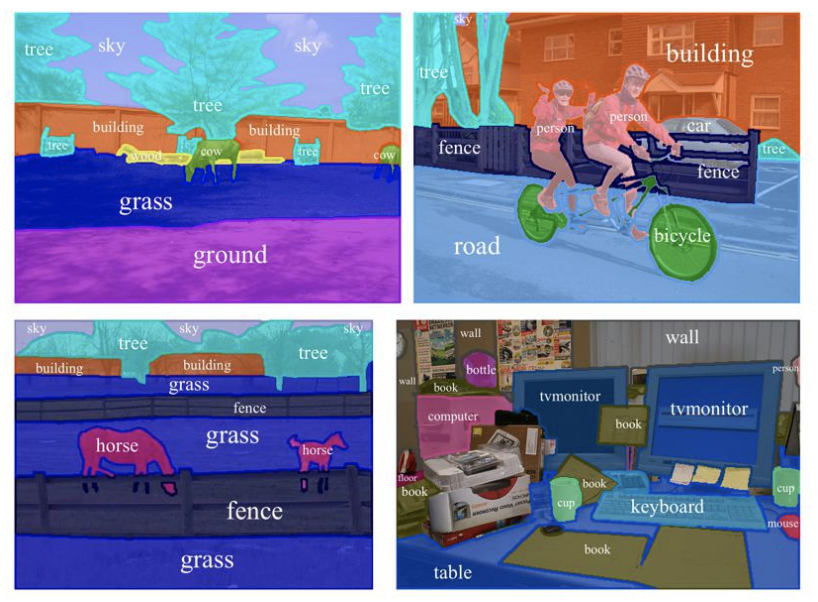 sky
tree
sky
tree
tree
building
building
tree
wood
cow
tree
cow
grass
ground
sky
building
tree
person
person
car
fence
tree
fence
bicycle
road
sky
sky
sky
tree
tree
building
building
grass
fence
grass
horse
horse
fence
grass
wall
wall
bottle
person
wall
book
tvmonitor
tvmonitor
computer
book
floor
book
book
cup
cup
keyboard
mouse
book
table